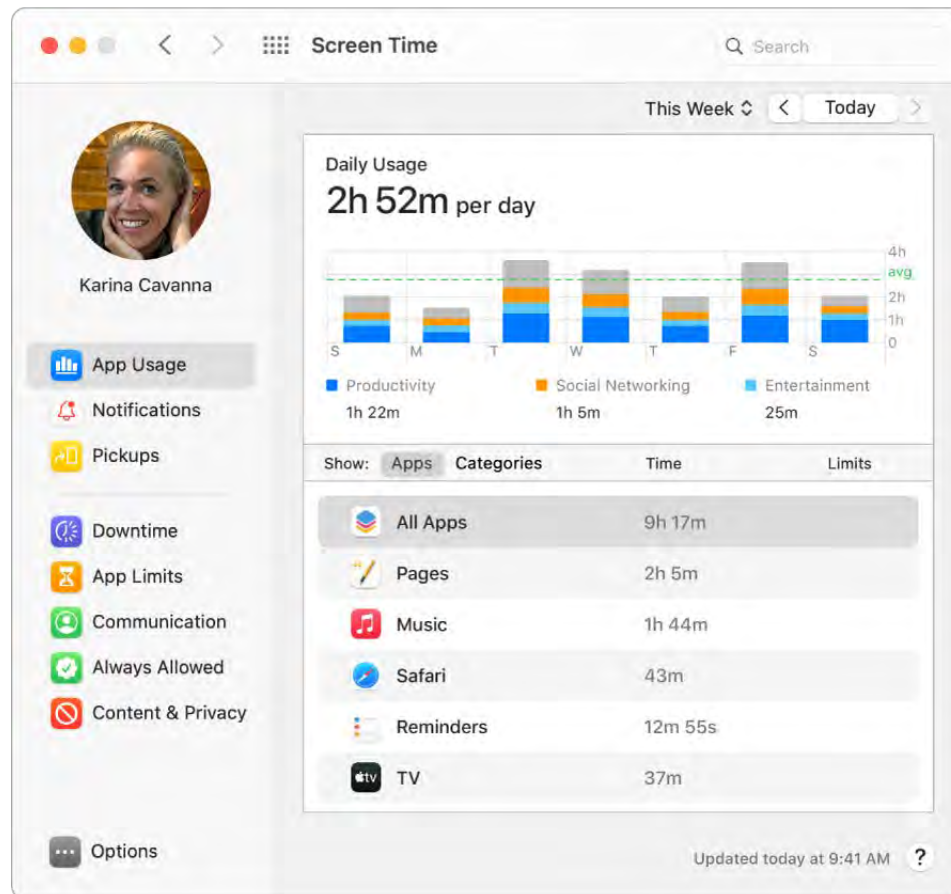 Screen Time
Search
This Week
Today
Karina Cavanna
App Usage
Notifications
Pickups
Downtime
App Limits
Communication
Always Allowed
Content & Privacy
Options
Daily Usage
2h 52m per day
4h
avg
2h
1h
0
S M T W T F S
Productivity Social Networking Entertainment
1h 22m 1h 5m 25m
Show: Apps Categories Time Limits
All Apps 9h 17m
Pages 2h 5m
Music 1h 44m
Safari 43m
Reminders 12m 55s
tv TV 37m
Updated today at 9:41 AM ?